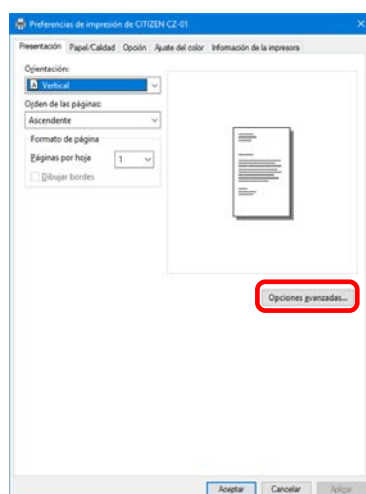 Preferencias de impresión de CITIZEN CZ-01
Presentación Papel/Calidad Opción Ajuste del color Información de la impresora
Orientación:
A Vertical
Orden de las páginas:
Ascendente
Formato de página
Páginas por hoja 1
Dibujar bordes
Opciones avanzadas...
Aceptar Cancelar Aplicar